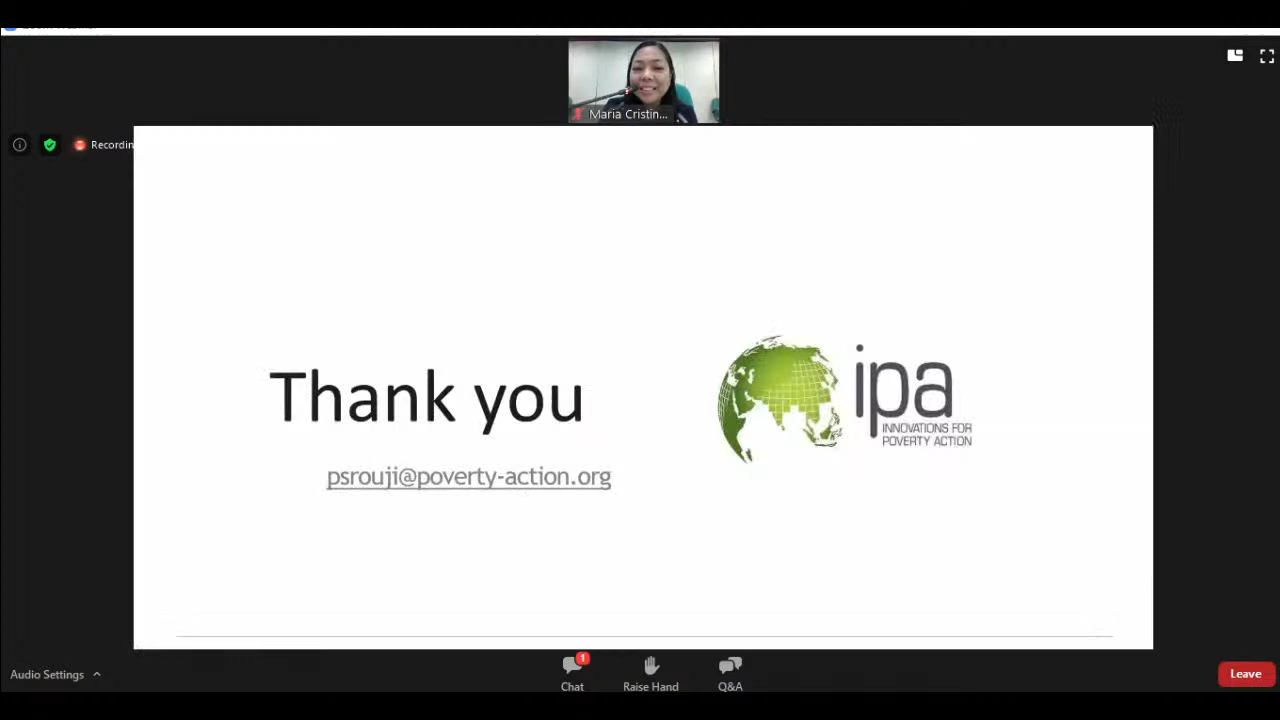 Maria Cristin...
Recordin
Thank you
psrouji@poverty-action.org
ipa
INNOVATIONS FOR
POVERTY ACTION
Audio Settings
1
Chat
Raise Hand
Q&A
Leave